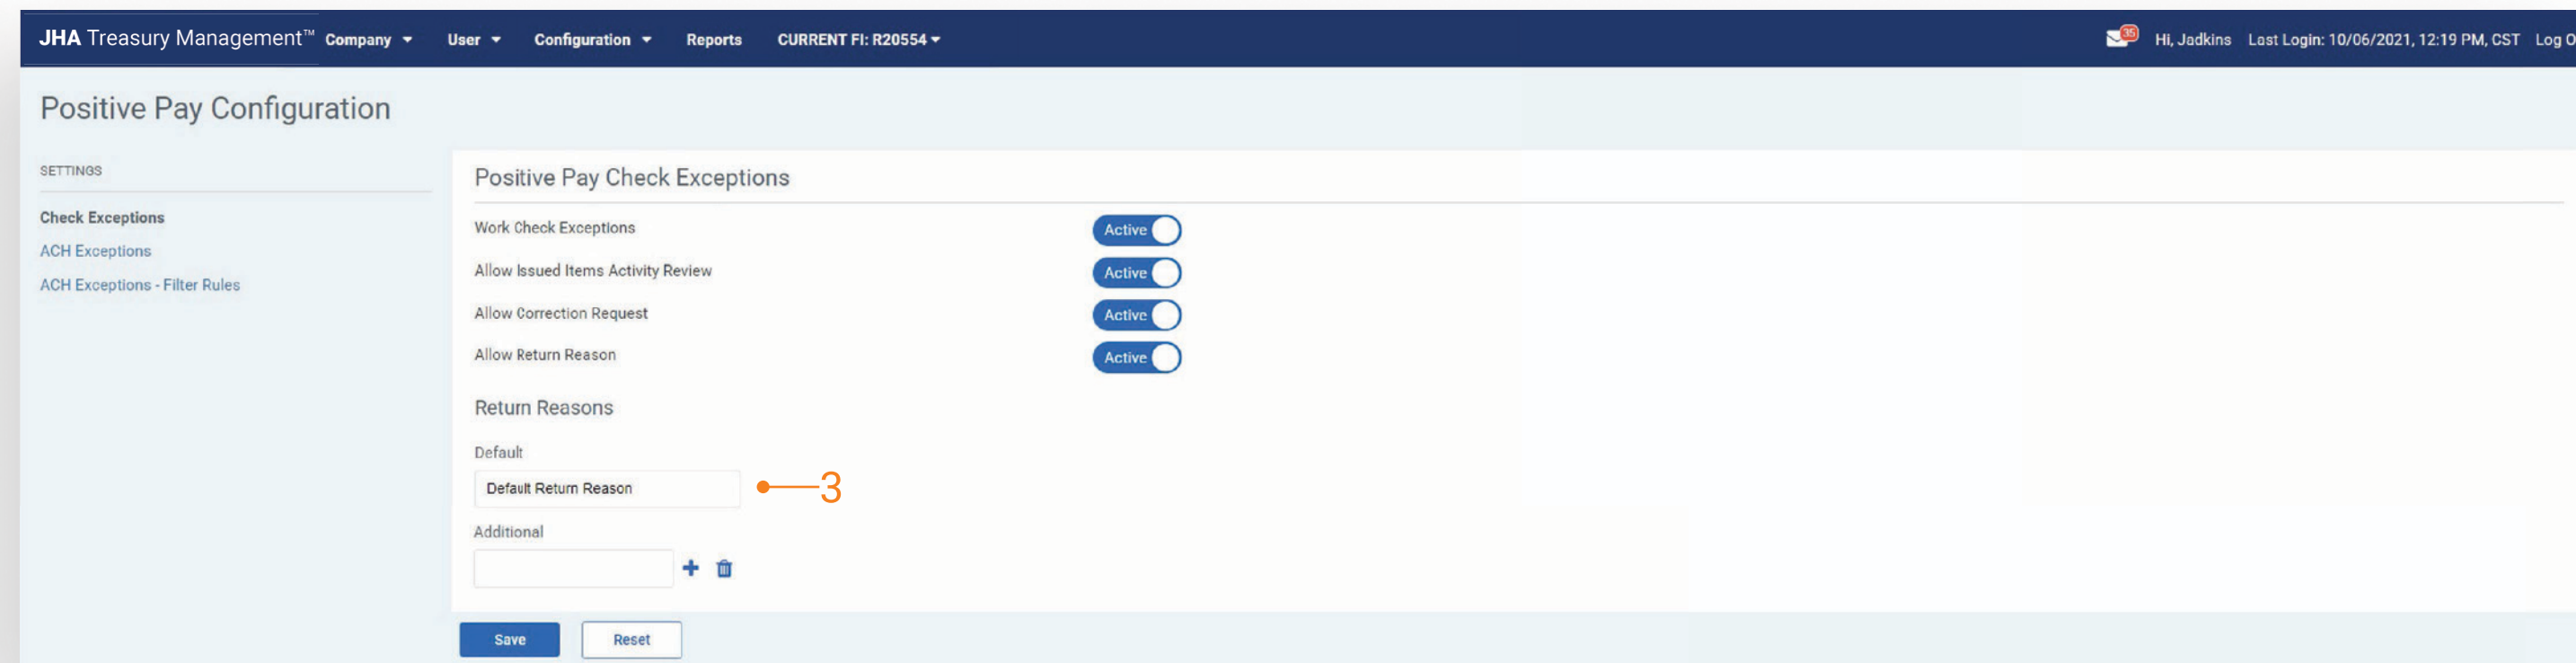 JHA Treasury Management™ Company User Configuration Reports CURRENT FI: R20554 35 Hi, Jadkins Last Login: 10/06/2021, 12:19 PM, CST Log O
Positive Pay Configuration
SETTINGS
Check Exceptions
ACH Exceptions
ACH Exceptions - Filter Rules
Positive Pay Check Exceptions
Work Check Exceptions Active
Allow Issued Items Activity Review Active
Allow Correction Request Active
Allow Return Reason Active
Return Reasons
Default
Default Return Reason 3
Additional
Save Reset